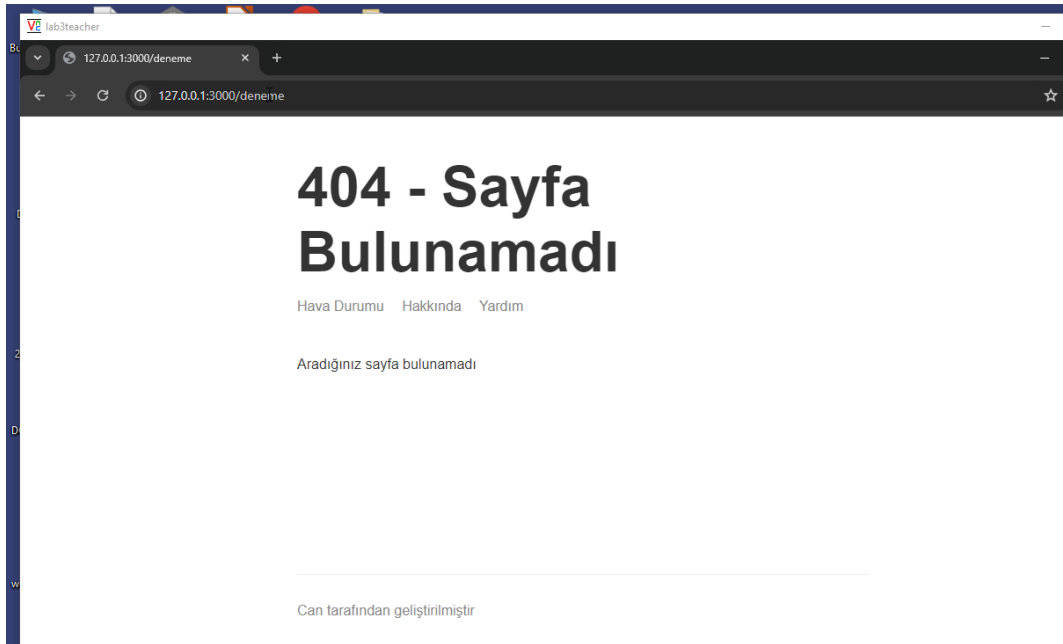 lab3teacher
127.0.0.1:3000/deneme
127.0.0.1:3000/deneme
404 - Sayfa
Bulunamadı
Hava Durumu Hakkında Yardım
Aradığınız sayfa bulunamadı
Can tarafından geliştirilmiştir